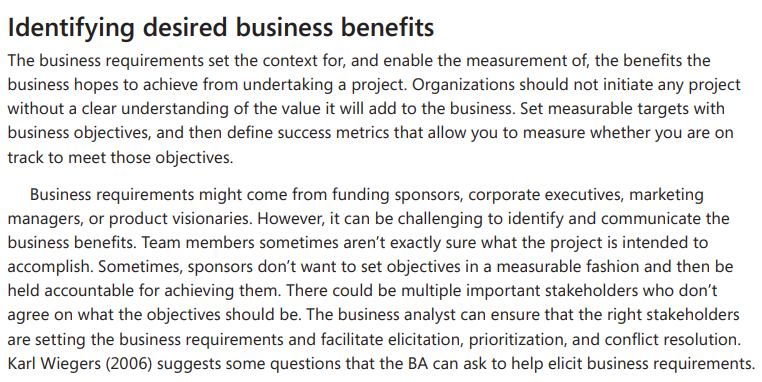 Identifying desired business benefits
The business requirements set the context for, and enable the measurement of, the benefits the
business hopes to achieve from undertaking a project. Organizations should not initiate any project
without a clear understanding of the value it will add to the business. Set measurable targets with
business objectives, and then define success metrics that allow you to measure whether you are on
track to meet those objectives.
Business requirements might come from funding sponsors, corporate executives, marketing
managers, or product visionaries. However, it can be challenging to identify and communicate the
business benefits. Team members sometimes aren’t exactly sure what the project is intended to
accomplish. Sometimes, sponsors don’t want to set objectives in a measurable fashion and then be
held accountable for achieving them. There could be multiple important stakeholders who don’t
agree on what the objectives should be. The business analyst can ensure that the right stakeholders
are setting the business requirements and facilitate elicitation, prioritization, and conflict resolution.
Karl Wiegers (2006) suggests some questions that the BA can ask to help elicit business requirements.